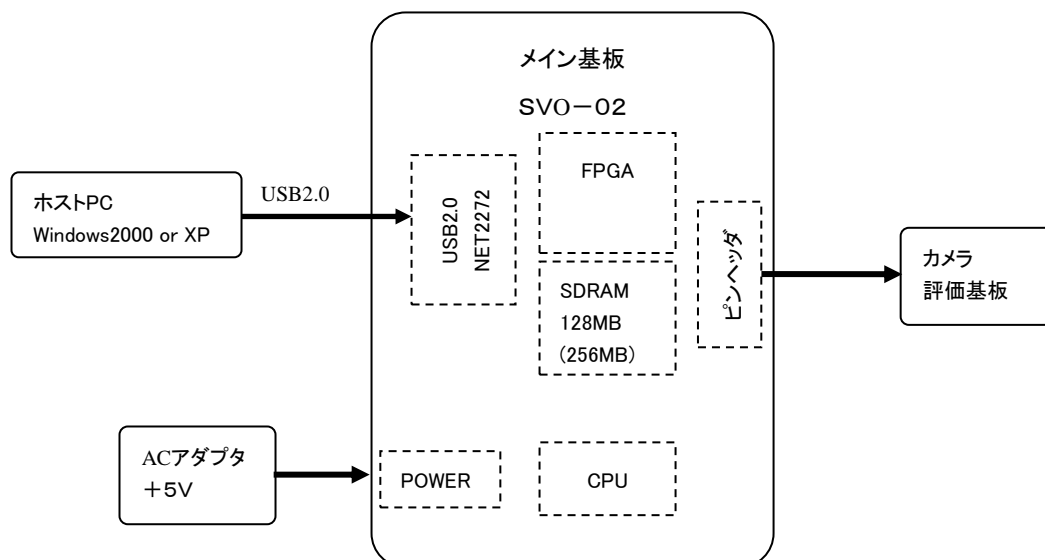 メイン基板
SVO－02
ホストPC
Windows2000 or XP
USB2.0
USB2.0
NET2272
FPGA
SDRAM
128MB
(256MB)
ピンヘッダ
カメラ
評価基板
ACアダプタ
＋5V
POWER
CPU